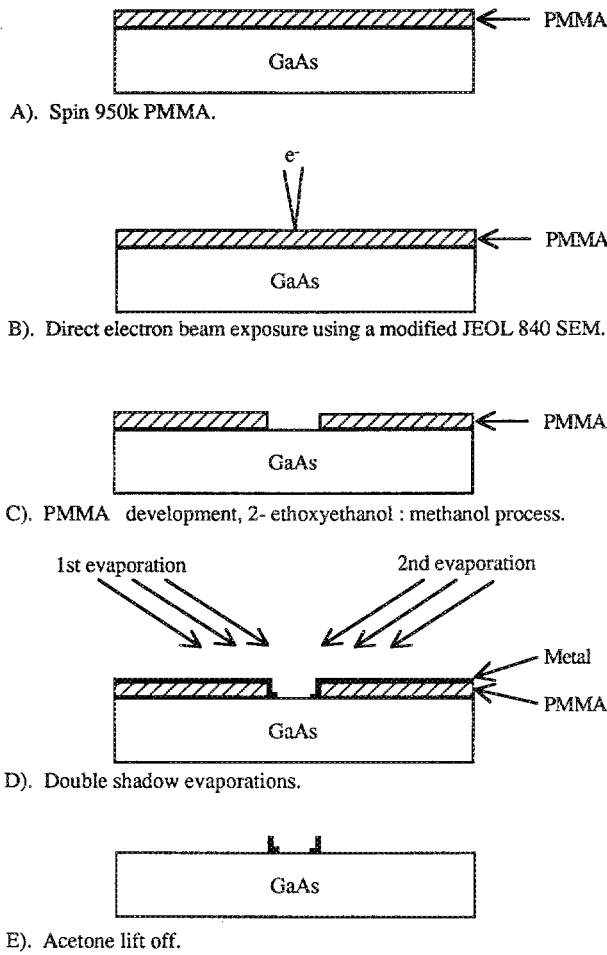 PMMA
GaAs
A). Spin 950k PMMA.
e-
PMMA
GaAs
B). Direct electron beam exposure using a modified JEOL 840 SEM.
PMMA
GaAs
C). PMMA development, 2- ethoxyethanol : methanol process.
1st evaporation
2nd evaporation
Metal
PMMA
GaAs
D). Double shadow evaporations.
GaAs
E). Acetone lift off.